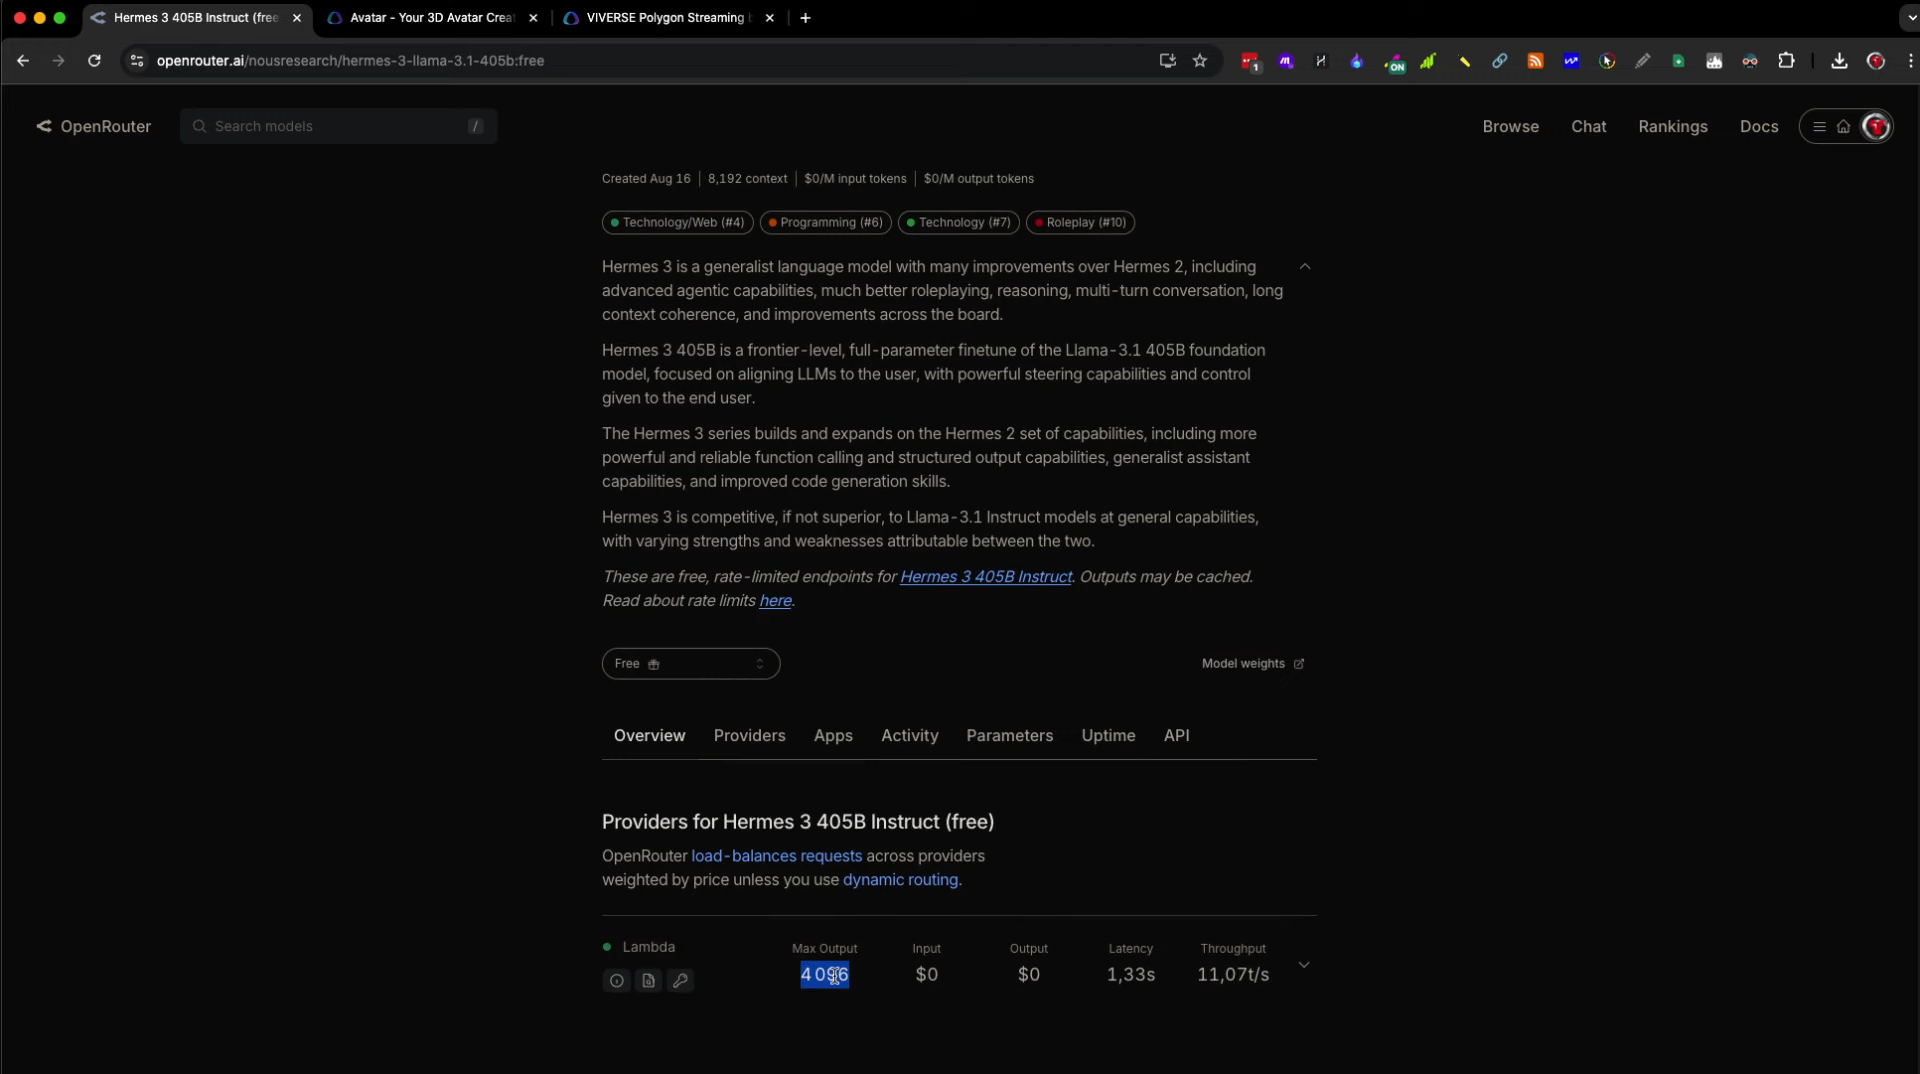 Hermes 3 405B Instruct (free
Avatar - Your 3D Avatar Creat
VIVERSE Polygon Streaming
openrouter.ai/nousresearch/hermes-3-llama-3.1-405b:free
1
ON
OpenRouter
Search models
/
Browse
Chat
Rankings
Docs
Created Aug 16
8,192 context
$0/M input tokens
$0/M output tokens
Technology/Web (#4)
Programming (#6)
Technology (#7)
Roleplay (#10)
Hermes 3 is a generalist language model with many improvements over Hermes 2, including
advanced agentic capabilities, much better roleplaying, reasoning, multi-turn conversation, long
context coherence, and improvements across the board.
Hermes 3 405B is a frontier-level, full-parameter finetune of the Llama-3.1 405B foundation
model, focused on aligning LLMs to the user, with powerful steering capabilities and control
given to the end user.
The Hermes 3 series builds and expands on the Hermes 2 set of capabilities, including more
powerful and reliable function calling and structured output capabilities, generalist assistant
capabilities, and improved code generation skills.
Hermes 3 is competitive, if not superior, to Llama-3.1 Instruct models at general capabilities,
with varying strengths and weaknesses attributable between the two.
These are free, rate-limited endpoints for Hermes 3 405B Instruct. Outputs may be cached.
Read about rate limits here.
Free
Model weights
Overview
Providers
Apps
Activity
Parameters
Uptime
API
Providers for Hermes 3 405B Instruct (free)
OpenRouter load-balances requests across providers
weighted by price unless you use dynamic routing.
Lambda
Max Output
4 096
Input
$0
Output
$0
Latency
1,33s
Throughput
11,07t/s